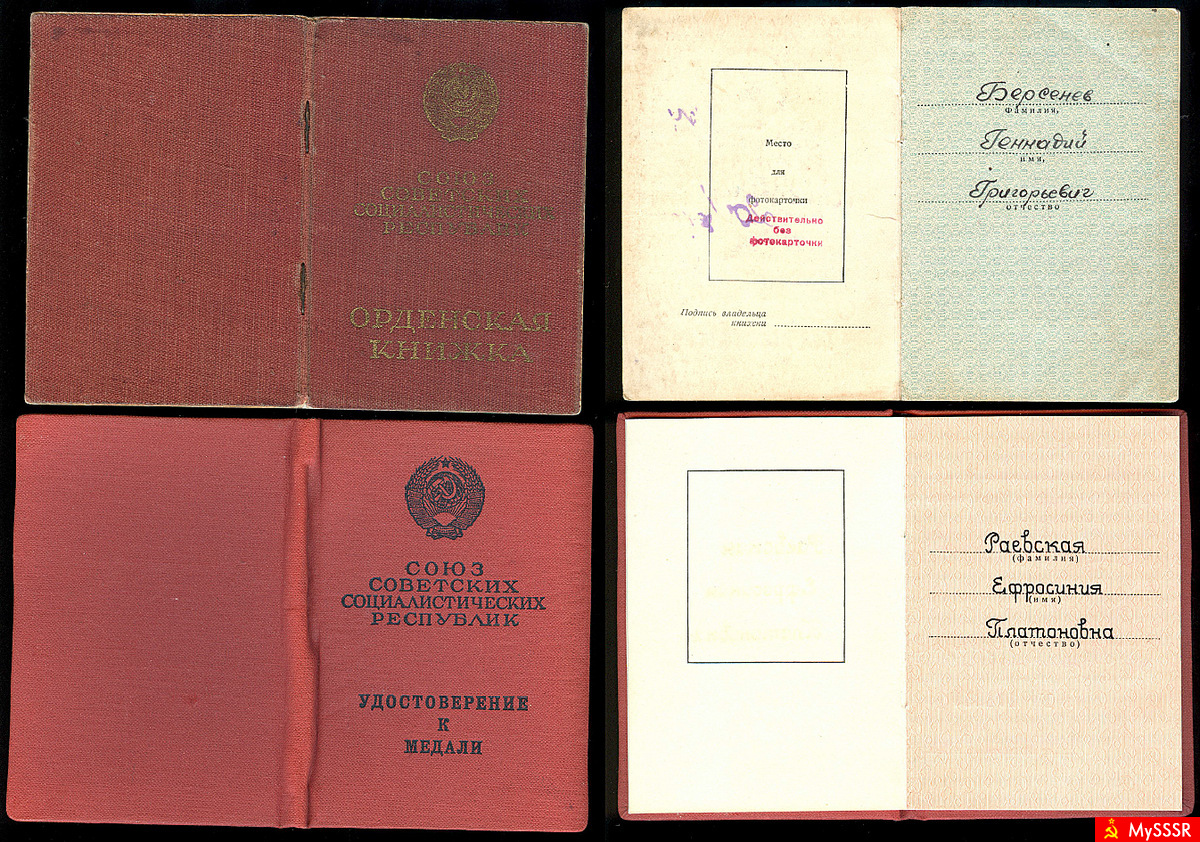 СОЮЗ
СОВЕТСКИХ
СОЦИАЛИСТИЧЕСКИХ
РЕСПУБЛИК
ОРДЕНСКАЯ
КНИЖКА
Место
для
фотокарточки
Действительно
без
фотокарточки
Подпись владельца
книжки
Берсенев
Фамилия,
Геннадий
имя,
Григорьевич
отчество
СОЮЗ
СОВЕТСКИХ
СОЦИАЛИСТИЧЕСКИХ
РЕСПУБЛИК
УДОСТОВЕРЕНИЕ
К
МЕДАЛИ
Раевская
(фамилия)
Ефросиния
(имя)
Платоновна
(отчество)
MySSSR